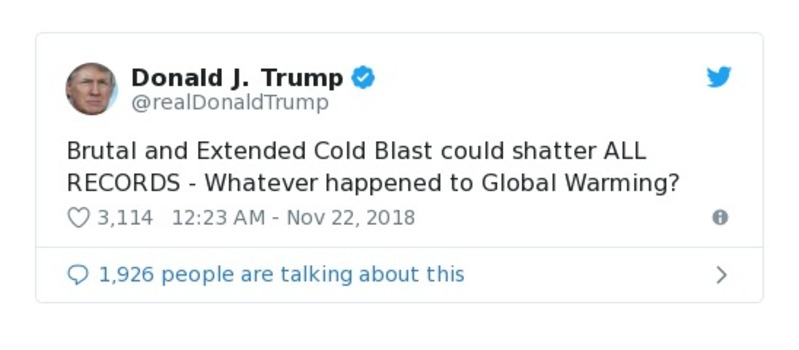 Donald J. Trump
@realDonaldTrump
Brutal and Extended Cold Blast could shatter ALL
RECORDS - Whatever happened to Global Warming?
3,114 12:23 AM - Nov 22, 2018
1,926 people are talking about this